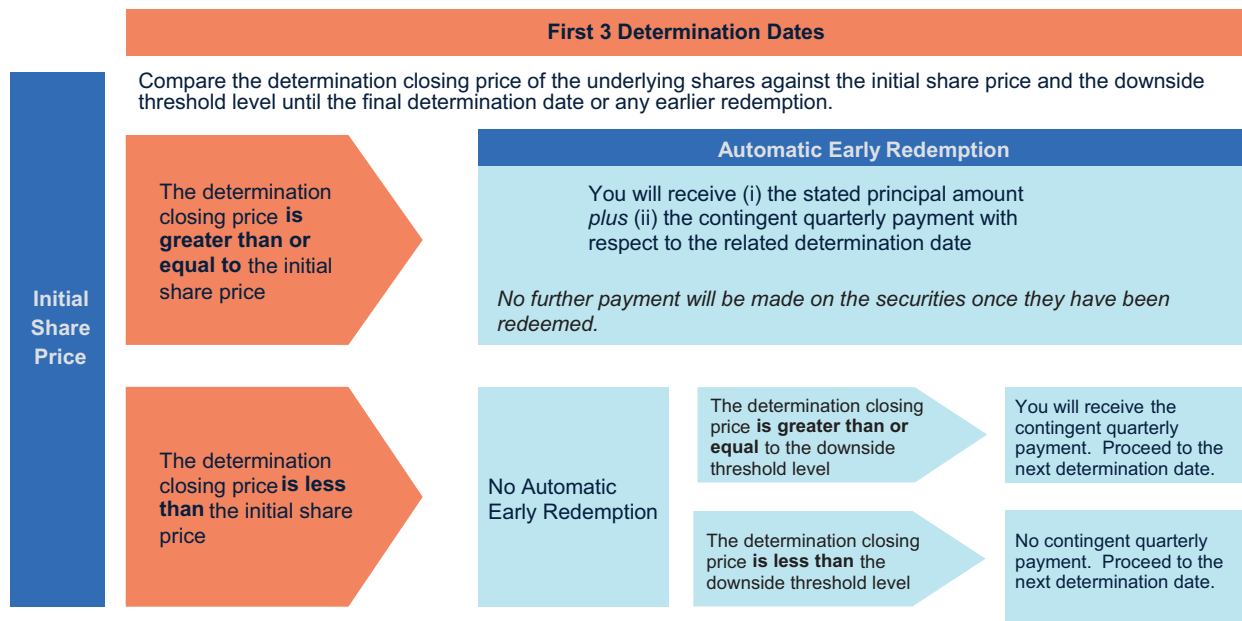 First 3 Determination Dates
Compare the determination closing price of the underlying shares against the initial share price and the downside
threshold level until the final determination date or any earlier redemption.
Initial
Share
Price
The determination
closing price is
greater than or
equal to the initial
share price
Automatic Early Redemption
You will receive (i) the stated principal amount
plus (ii) the contingent quarterly payment with
respect to the related determination date
No further payment will be made on the securities once they have been
redeemed.
The determination
closing price is less
than the initial share
price
No Automatic
Early Redemption
The determination closing
price is greater than or
equal to the downside
threshold level
You will receive the
contingent quarterly
payment. Proceed to the
next determination date.
The determination closing
price is less than the
downside threshold level
No contingent quarterly
payment. Proceed to the
next determination date.